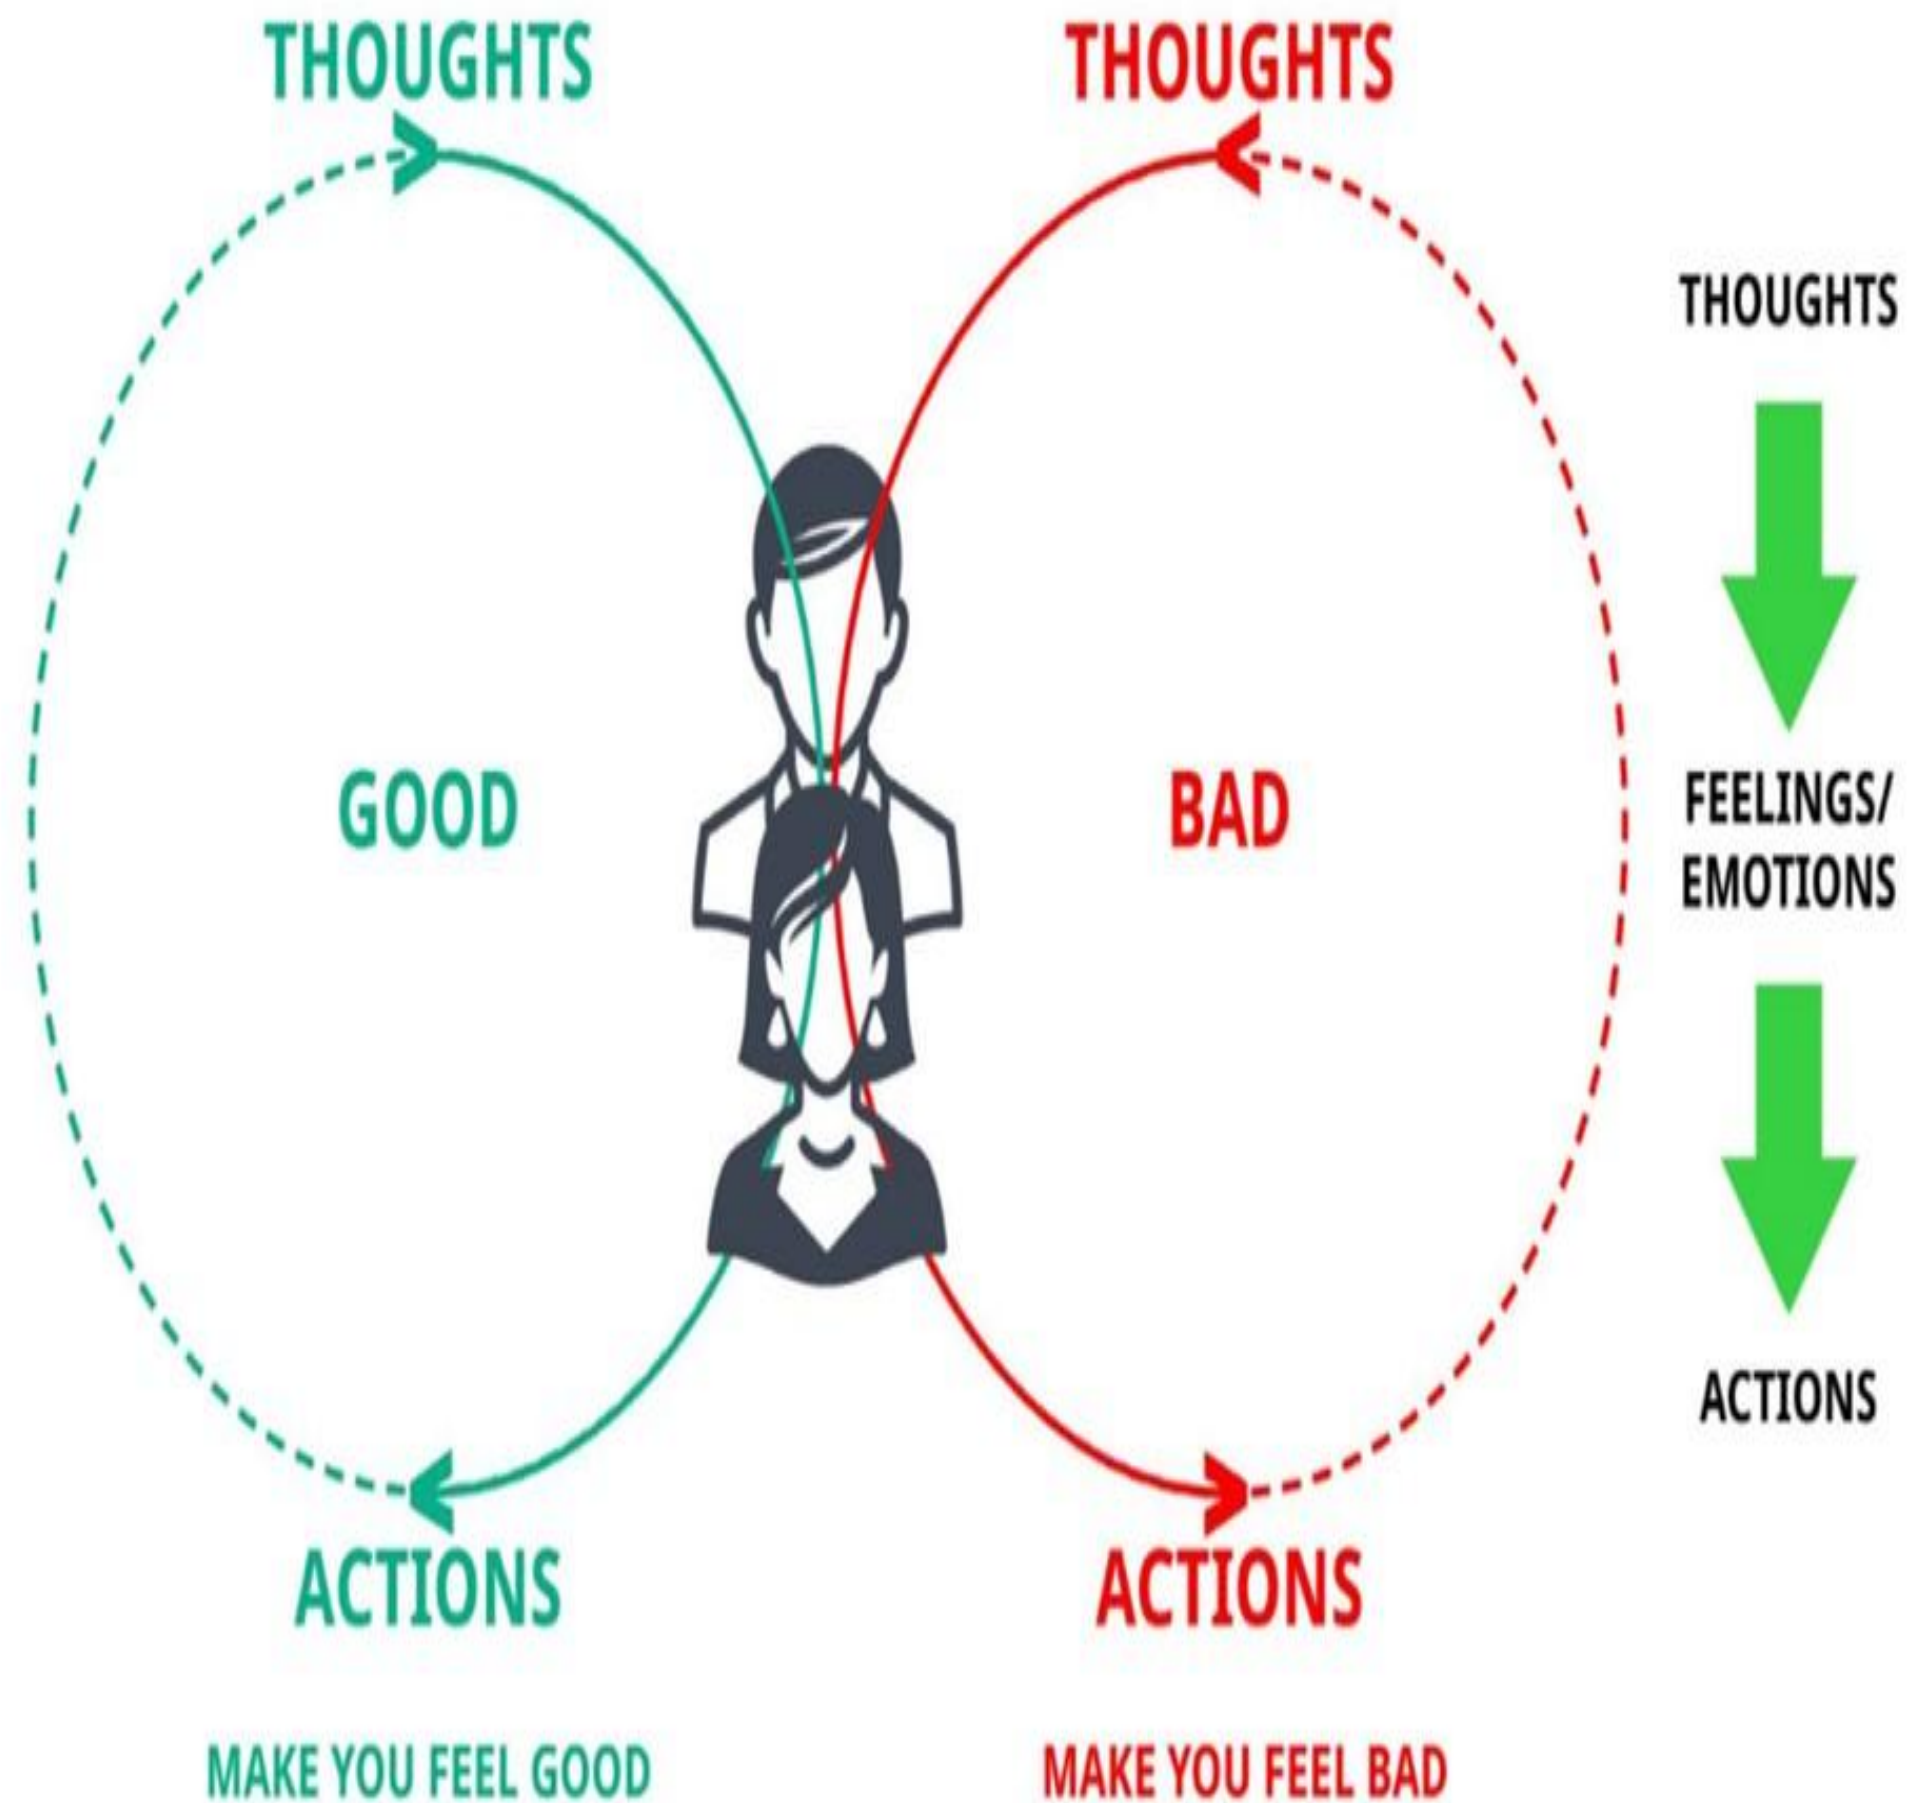 THOUGHTS
THOUGHTS
THOUGHTS
GOOD
BAD
FEELINGS/
EMOTIONS
ACTIONS
ACTIONS
ACTIONS
MAKE YOU FEEL GOOD
MAKE YOU FEEL BAD